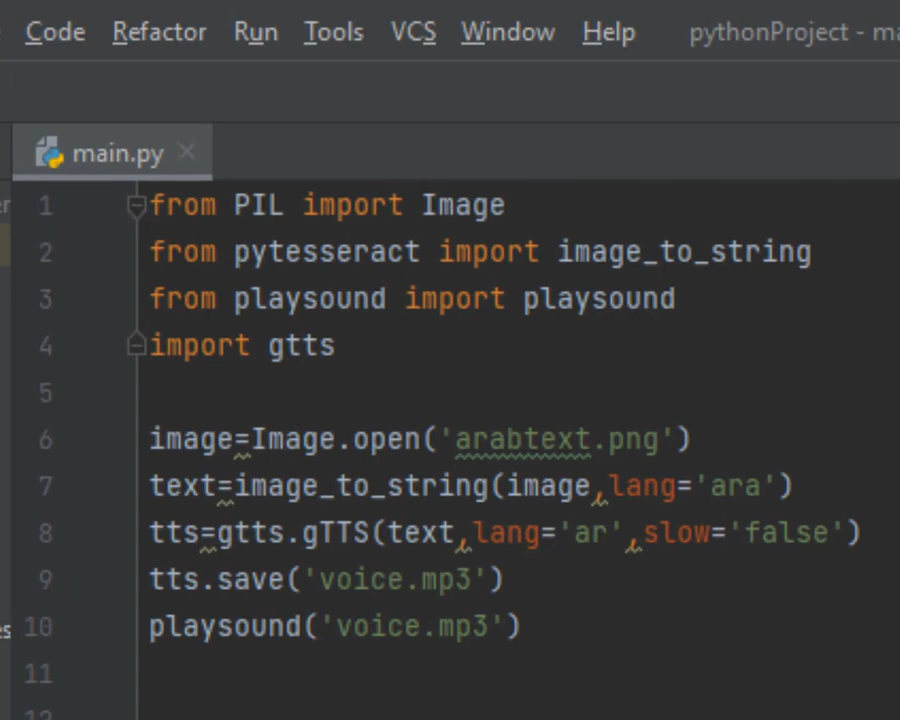 Code Refactor Run Tools VCS Window Help pythonProject -
main.py
1 from PIL import Image
2 from pytesseract import image_to_string
3 from playsound import playsound
4 import gtts
5
6 image=Image.open('arabtext.png')
7 text=image_to_string(image,lang='ara')
8 tts=gtts.gTTS(text,lang='ar',slow='false')
9 tts.save('voice.mp3')
10 playsound('voice.mp3')
11